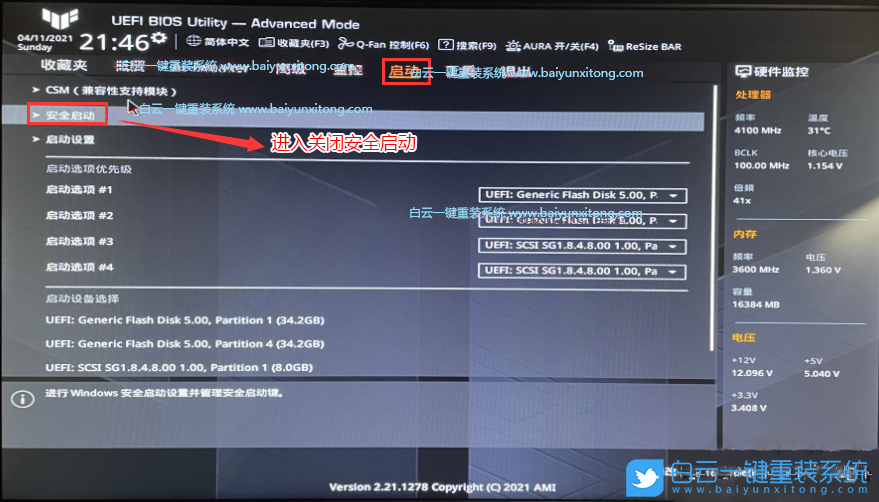 UEFI BIOS Utility — Advanced Mode
04/11/2021
Sunday
21:46
简体中文
收藏夹(F3)
Q-Fan 控制(F6)
? 搜索(F9)
AURA 开/关(F4)
ReSize BAR
收藏夹
白云一键重装系统 www.baiyunxitong.com
高级
监控
启动
白云一键重装系统 www.baiyunxitong.com
硬件监控
> CSM ( 兼容性支持模块 )
白云一键重装系统 www.baiyunxitong.com
> 安全启动
进入关闭安全启动
> 启动设置
启动选项优先级
启动选项 #1
UEFI: Generic Flash Disk 5.00, P.
白云一键重装系统 www.baiyunxitong.com
启动选项 #2
UEFI: Generic Flash Disk 5.00, P.
启动选项 #3
UEFI: SCSI SG1.8.4.8.00 1.00, Pa
启动选项 #4
UEFI: SCSI SG1.8.4.8.00 1.00, Pa
启动设备选择
UEFI: Generic Flash Disk 5.00, Partition 1 (34.2GB)
UEFI: Generic Flash Disk 5.00, Partition 4 (34.2GB)
UEFI: SCSI SG1.8.4.8.00 1.00, Partition 1 (8.0GB)
进行 Windows 安全启动设置并管理安全启动键。
处理器
频率 温度
4100 MHz 31°C
BCLK 核心电压
100.00 MHz 1.154 V
倍频
41x
内存
频率 电压
3600 MHz 1.360 V
容量
16384 MB
电压
+12V +5V
12.096 V 5.040 V
+3.3V
3.408 V
Version 2.21.1278 Copyright (C) 2021 AMI
白云一键重装系统
www.baiyunxitong.com